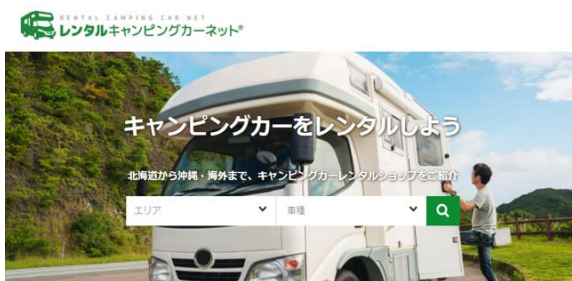 RENTAL CAMPING CAR NET
レンタルキャンピングカーネット®
キャンピングカーをレンタルしよう
北海道から沖縄・海外まで、キャンピングカーレンタルショップをご紹介
エリア 車種